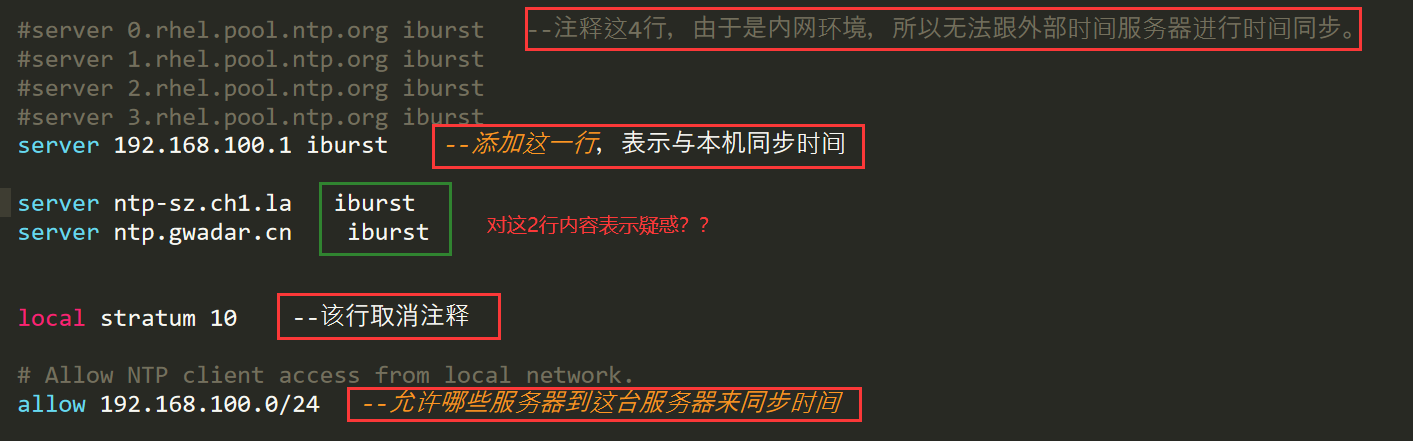 #server 0.rhel.pool.ntp.org iburst --注释这4行，由于是内网环境，所以无法跟外部时间服务器进行时间同步。
#server 1.rhel.pool.ntp.org iburst
#server 2.rhel.pool.ntp.org iburst
#server 3.rhel.pool.ntp.org iburst
server 192.168.100.1 iburst --添加这一行，表示与本机同步时间
server ntp-sz.ch1.la iburst
对这2行内容表示疑惑？？
server ntp.gwadar.cn iburst
local stratum 10 --该行取消注释
# Allow NTP client access from local network.
allow 192.168.100.0/24 --允许哪些服务器到这台服务器来同步时间